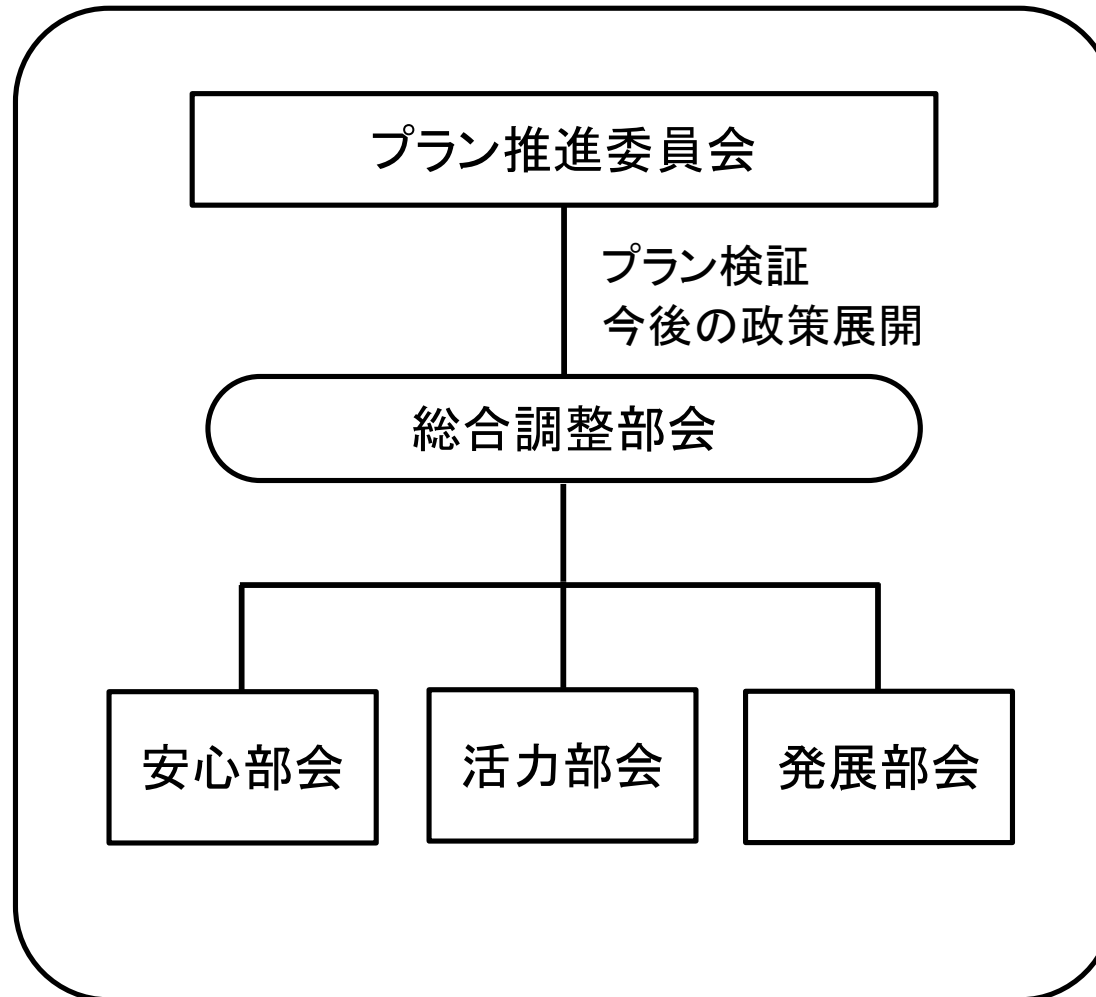 プラン推進委員会
プラン検証
今後の政策展開
総合調整部会
安心部会
活力部会
発展部会